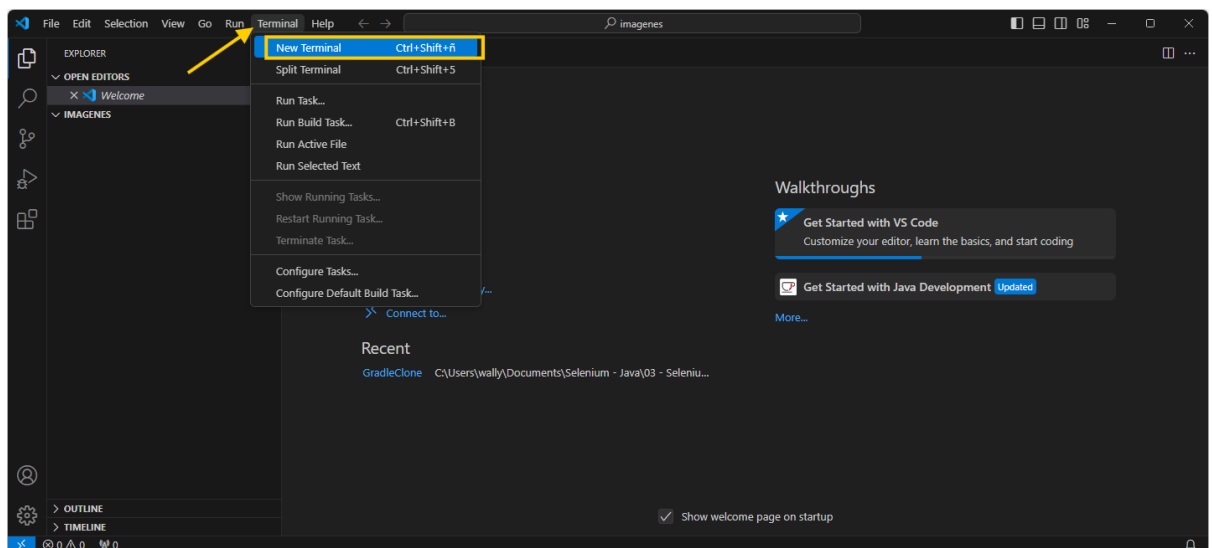 File Edit Selection View Go Run Terminal Help imagenes
EXPLORER
OPEN EDITORS
Welcome
IMAGENES
New Terminal Ctrl+Shift+ñ
Split Terminal Ctrl+Shift+5
Run Task...
Run Build Task... Ctrl+Shift+B
Run Active File
Run Selected Text
Show Running Tasks...
Restart Running Task...
Terminate Task...
Configure Tasks...
Configure Default Build Task...
Connect to...
Recent
GradleClone C:\Users\wally\Documents\Selenium - Java\03 - Seleniu...
Walkthroughs
Get Started with VS Code
Customize your editor, learn the basics, and start coding
Get Started with Java Development Updated
More...
OUTLINE
TIMELINE
Show welcome page on startup
0 0 0